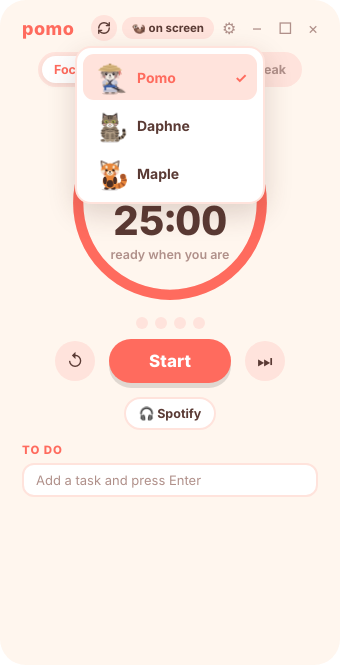 pomo
on screen
Foc
eak
Pomo
Daphne
Maple
25:00
ready when you are
Start
Spotify
TO DO
Add a task and press Enter